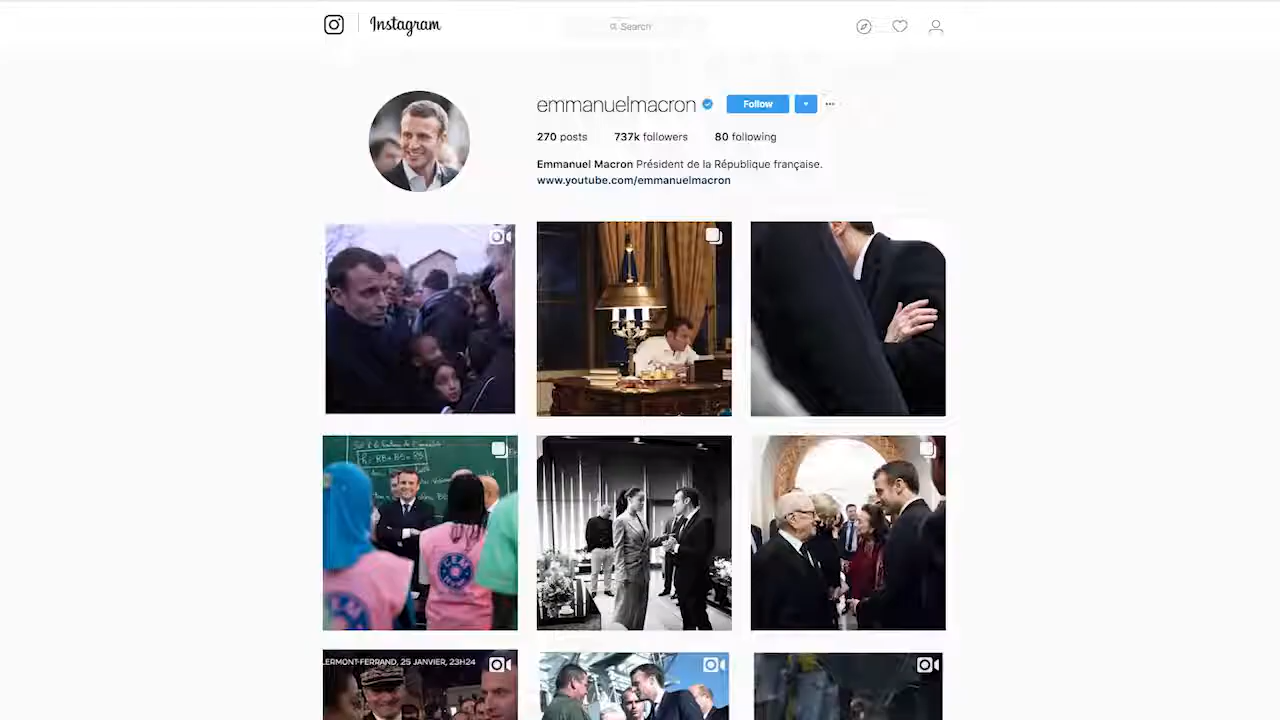 Instagram
Search
emmanuelmacron Follow
270 posts 737k followers 80 following
Emmanuel Macron Président de la République française.
www.youtube.com/emmanuelmacron
LERMONT-FERRAND, 25 JANVIER, 23H24